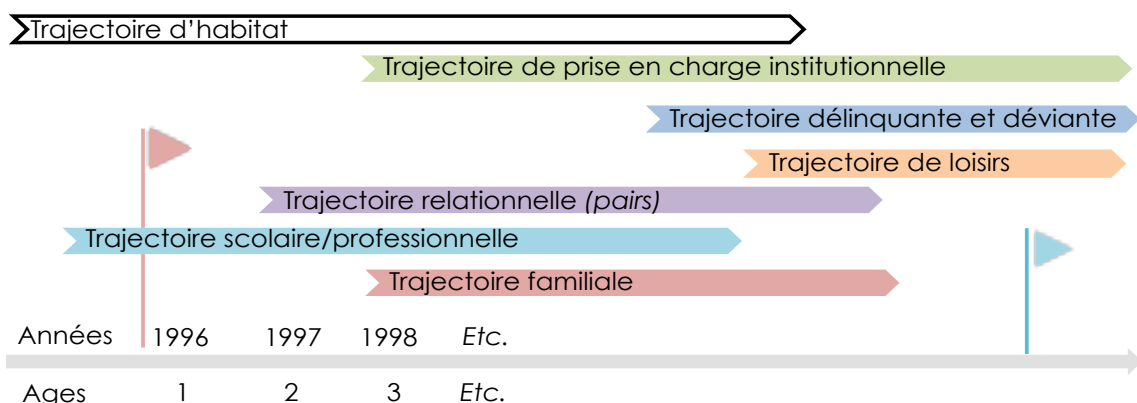 Trajectoire d'habitat
Trajectoire de prise en charge institutionnelle
Trajectoire délinquante et déviante
Trajectoire de loisirs
Trajectoire relationnelle (pairs)
Trajectoire scolaire/professionnelle
Trajectoire familiale
Années 1996 1997 1998 Etc.
Ages 1 2 3 Etc.